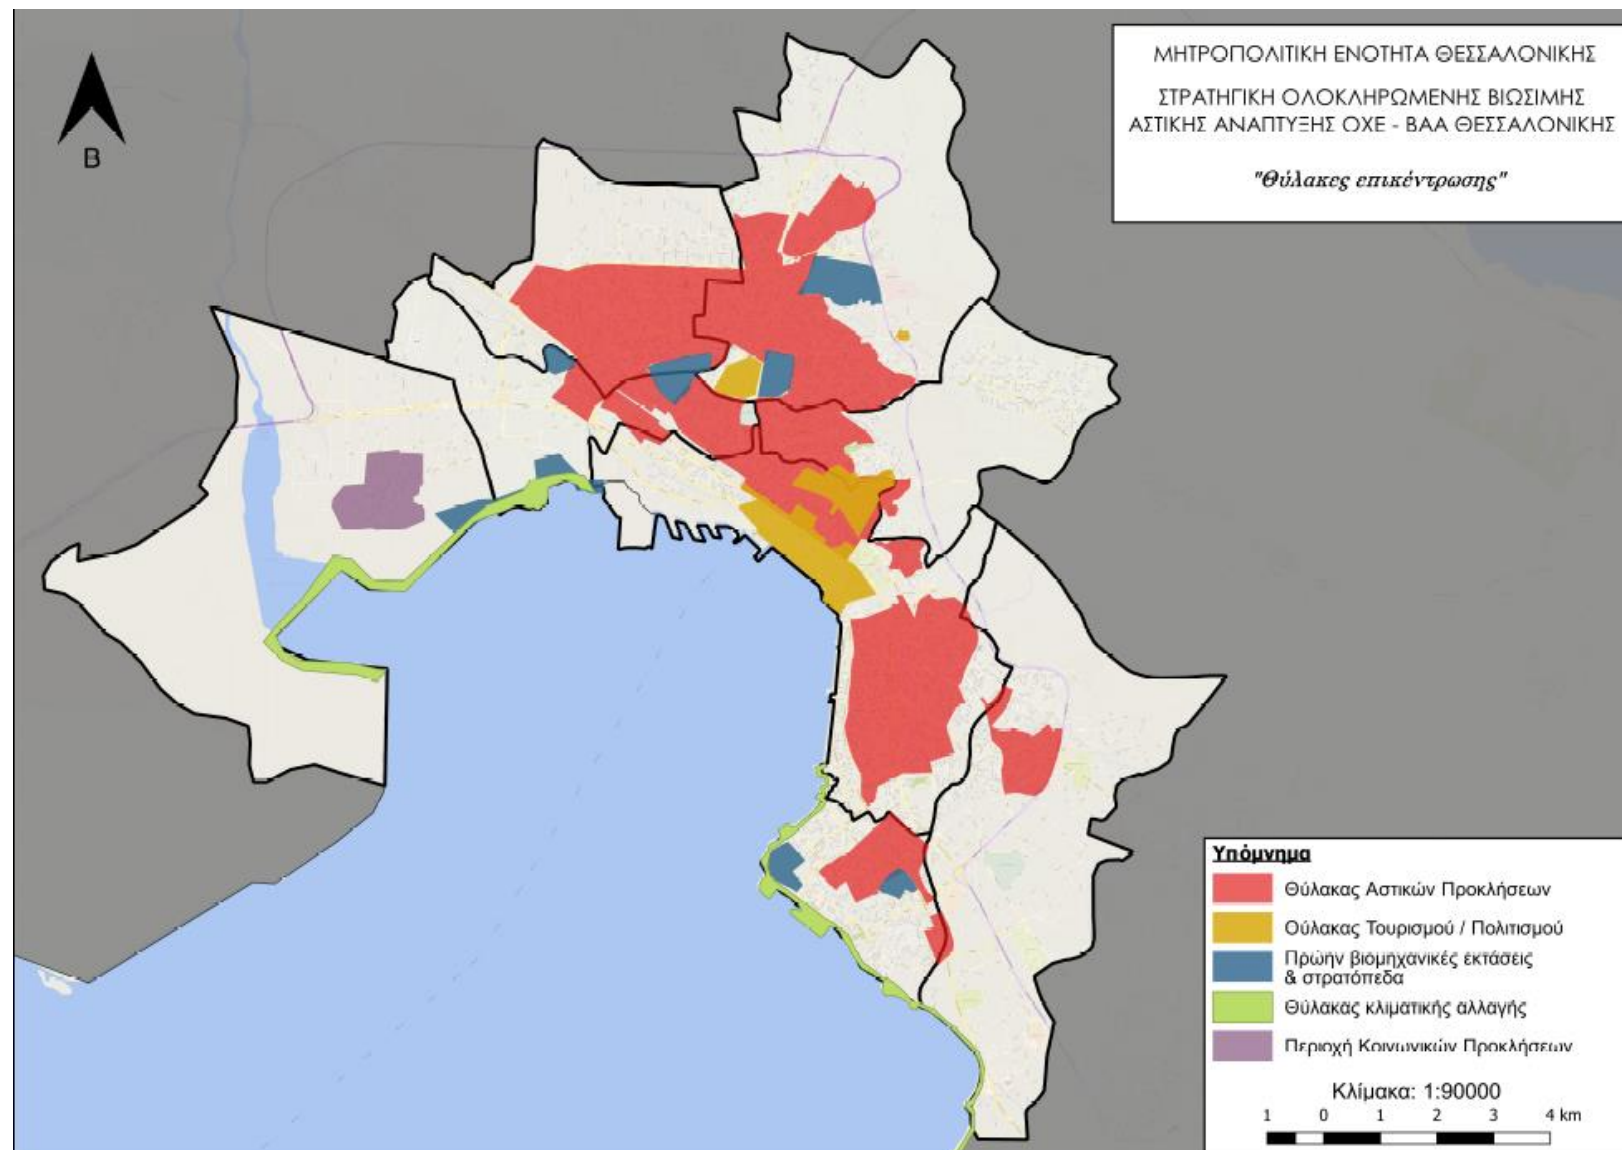 ΜΗΤΡΟΠΟΛΙΤΙΚΗ ΕΝΟΤΗΤΑ ΘΕΣΣΑΛΟΝΙΚΗΣ
ΣΤΡΑΤΗΓΙΚΗ ΟΛΟΚΛΗΡΩΜΕΝΗΣ ΒΙΩΣΙΜΗΣ
ΑΣΤΙΚΗΣ ΑΝΑΠΤΥΞΗΣ ΟΧΕ - ΒΑΑ ΘΕΣΣΑΛΟΝΙΚΗΣ
"Θύλακες επικέντρωσης"
Β
Υπόμνημα
Θύλακας Αστικών Προκλήσεων
Θύλακας Τουρισμού / Πολιτισμού
Πρώην βιομηχανικές εκτάσεις
& στρατόπεδα
Θύλακας κλιματικής αλλαγής
Περιοχή Κοινωνικών Προκλήσεων
Κλίμακα: 1:90000
1 0 1 2 3 4 km